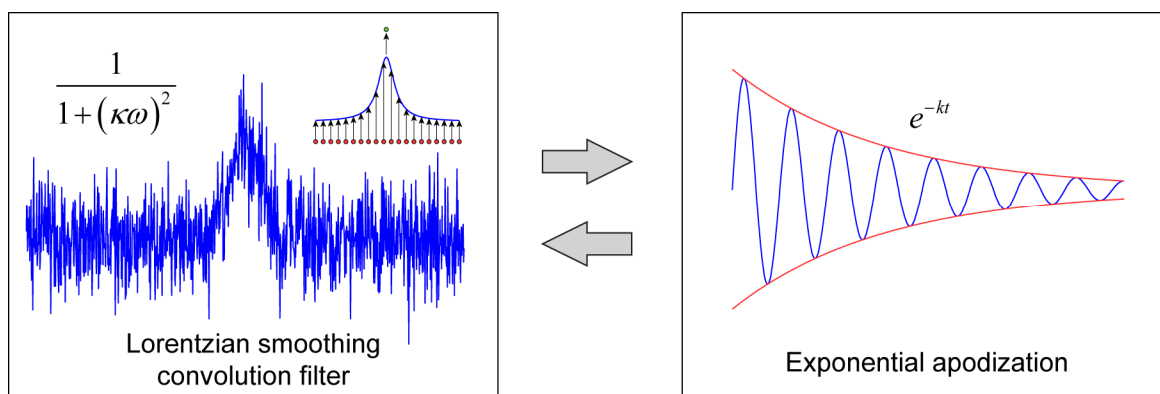 1
1+(κω)²
Lorentzian smoothing
convolution filter
e⁻ᵏᵗ
Exponential apodization